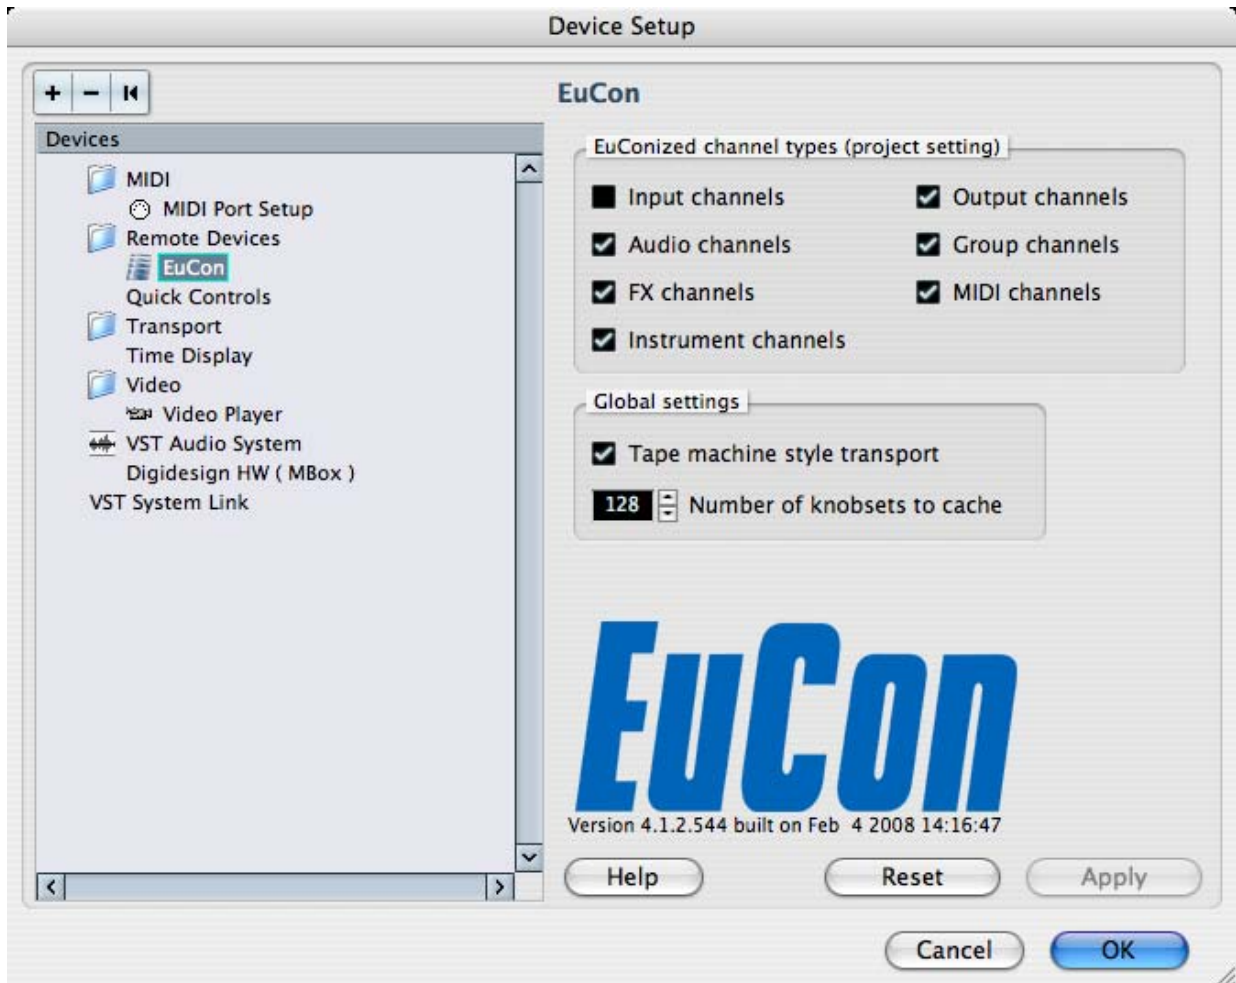 Device Setup
+ −
EuCon
Devices
MIDI
MIDI Port Setup
Remote Devices
EuCon
Quick Controls
Transport
Time Display
Video
Video Player
VST Audio System
Digidesign HW ( MBox )
VST System Link
EuConized channel types (project setting)
Input channels
Output channels
Audio channels
Group channels
FX channels
MIDI channels
Instrument channels
Global settings
Tape machine style transport
128 Number of knobsets to cache
EuCon
Version 4.1.2.544 built on Feb 4 2008 14:16:47
Help
Reset
Apply
Cancel
OK